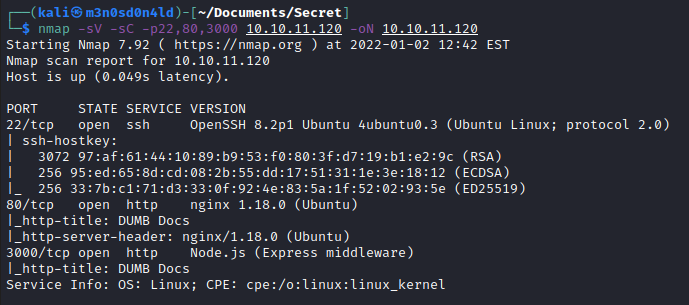 ┌──(kali㉿m3n0sd0n4ld)-[~/Documents/Secret]
└─$ nmap -sV -sC -p22,80,3000 10.10.11.120 -oN 10.10.11.120
Starting Nmap 7.92 ( https://nmap.org ) at 2022-01-02 12:42 EST
Nmap scan report for 10.10.11.120
Host is up (0.049s latency).

PORT     STATE SERVICE VERSION
22/tcp   open  ssh     OpenSSH 8.2p1 Ubuntu 4ubuntu0.3 (Ubuntu Linux; protocol 2.0)
| ssh-hostkey:
|   3072 97:af:61:44:10:89:b9:53:f0:80:3f:d7:19:b1:e2:9c (RSA)
|   256 95:ed:65:8d:cd:08:2b:55:dd:17:51:31:1e:3e:18:12 (ECDSA)
|_  256 33:7b:c1:71:d3:33:0f:92:4e:83:5a:1f:52:02:93:5e (ED25519)
80/tcp   open  http    nginx 1.18.0 (Ubuntu)
|_http-title: DUMB Docs
|_http-server-header: nginx/1.18.0 (Ubuntu)
3000/tcp open  http    Node.js (Express middleware)
|_http-title: DUMB Docs
Service Info: OS: Linux; CPE: cpe:/o:linux:linux_kernel